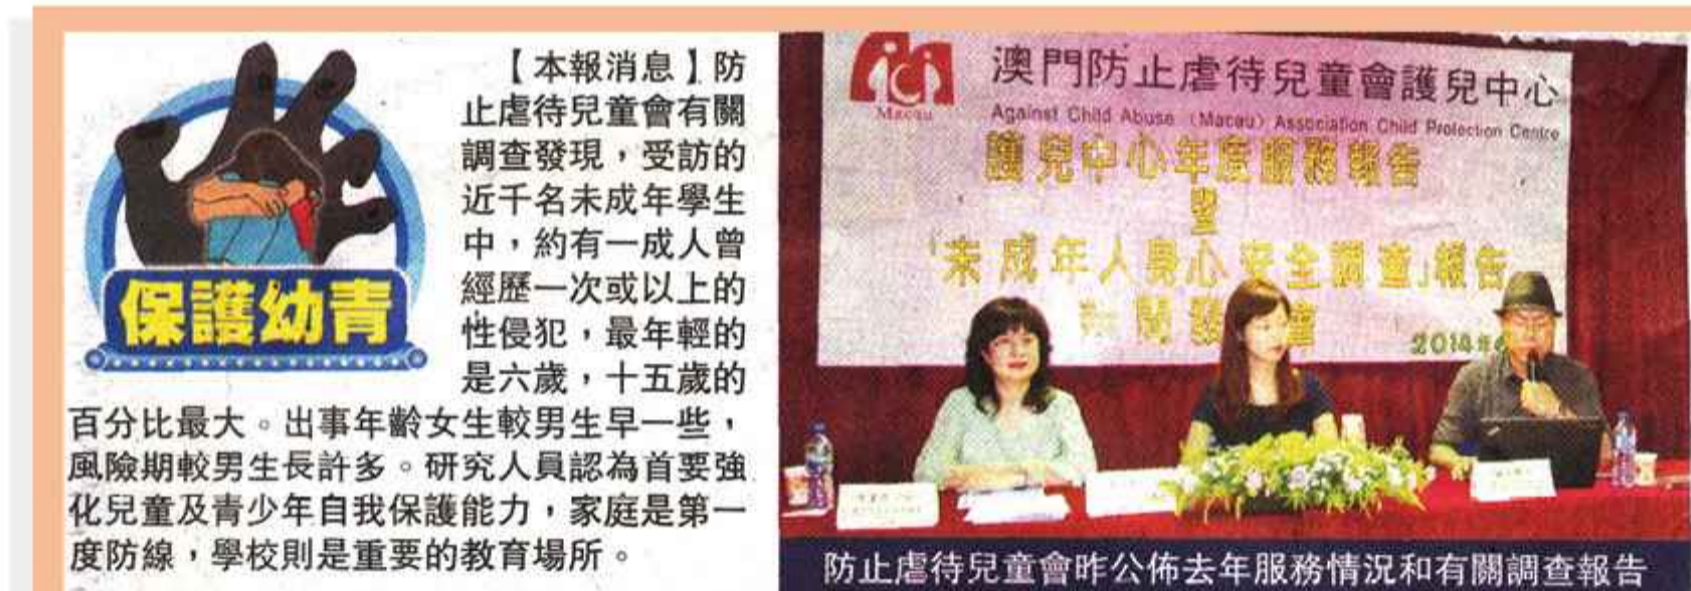 【本報消息】防
止虐待兒童會有關
調查發現，受訪的
近千名未成年學生
中，約有一成人曾
經歷一次或以上的
性侵犯，最年輕的
是六歲，十五歲的
百分比最大。出事年齡女生較男生早一些，
風險期較男生長許多。研究人員認為首要強
化兒童及青少年自我保護能力，家庭是第一
度防線，學校則是重要的教育場所。
保護幼青
Macau
澳門防止虐待兒童會護兒中心
Against Child Abuse (Macau) Association Child Protection Centre
護兒中心年度服務報告
暨
「未成年人身心安全調查」報告
新聞發
會
2014年
防止虐待兒童會昨公佈去年服務情況和有關調查報告